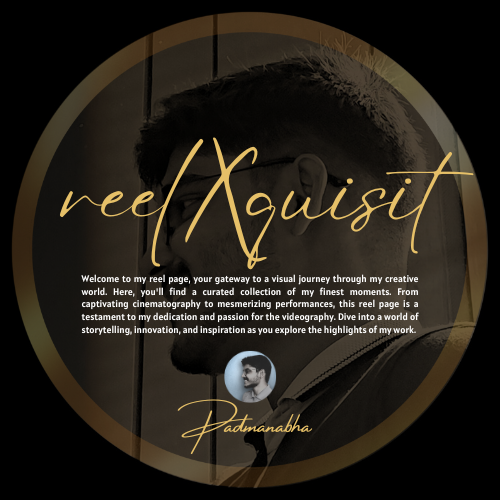 reelXquisit
Welcome to my reel page, your gateway to a visual journey through my creative
world. Here, you'll find a curated collection of my finest moments. From
captivating cinematography to mesmerizing performances, this reel page is a
testament to my dedication and passion for the videography. Dive into a world of
storytelling, innovation, and inspiration as you explore the highlights of my work.
Padmanabha